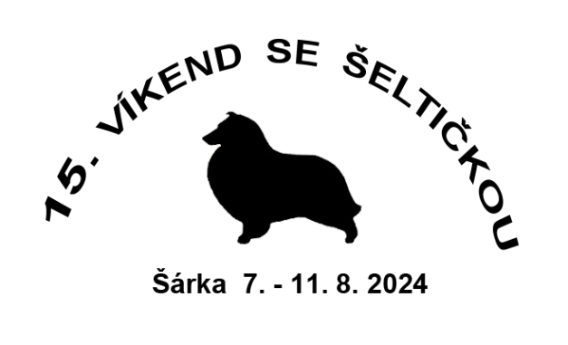 15. VÍKEND SE ŠELTIČKOU
Šárka 7. - 11. 8. 2024